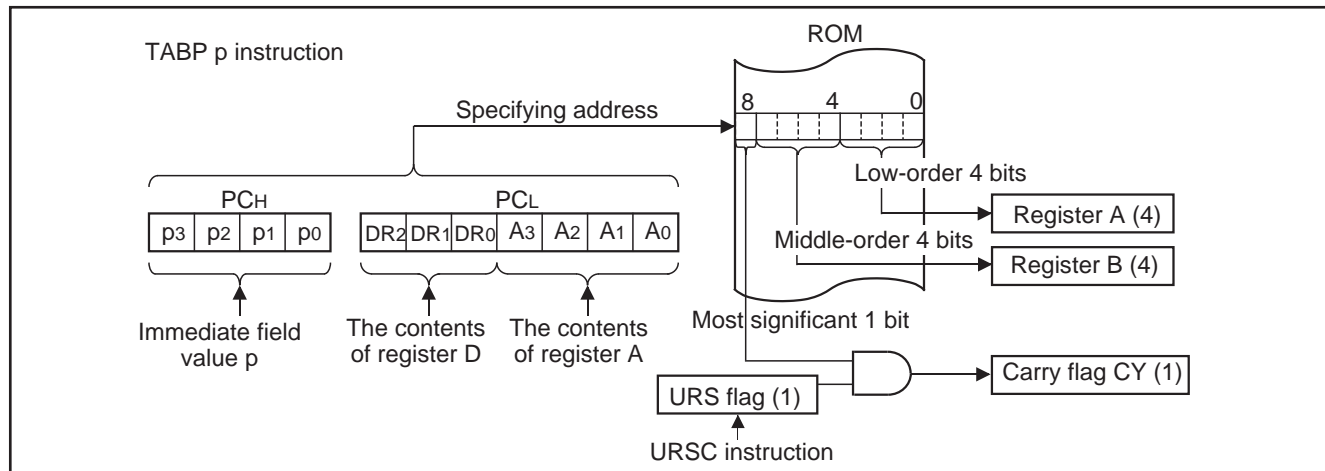 ROM
TABP p instruction
8 4 0
Specifying address
Low-order 4 bits
PCH PCL
p3 p2 p1 p0 DR2 DR1 DR0 A3 A2 A1 A0
Register A (4)
Middle-order 4 bits
Register B (4)
Immediate field
value p
The contents
of register D
The contents
of register A
Most significant 1 bit
Carry flag CY (1)
URS flag (1)
URSC instruction